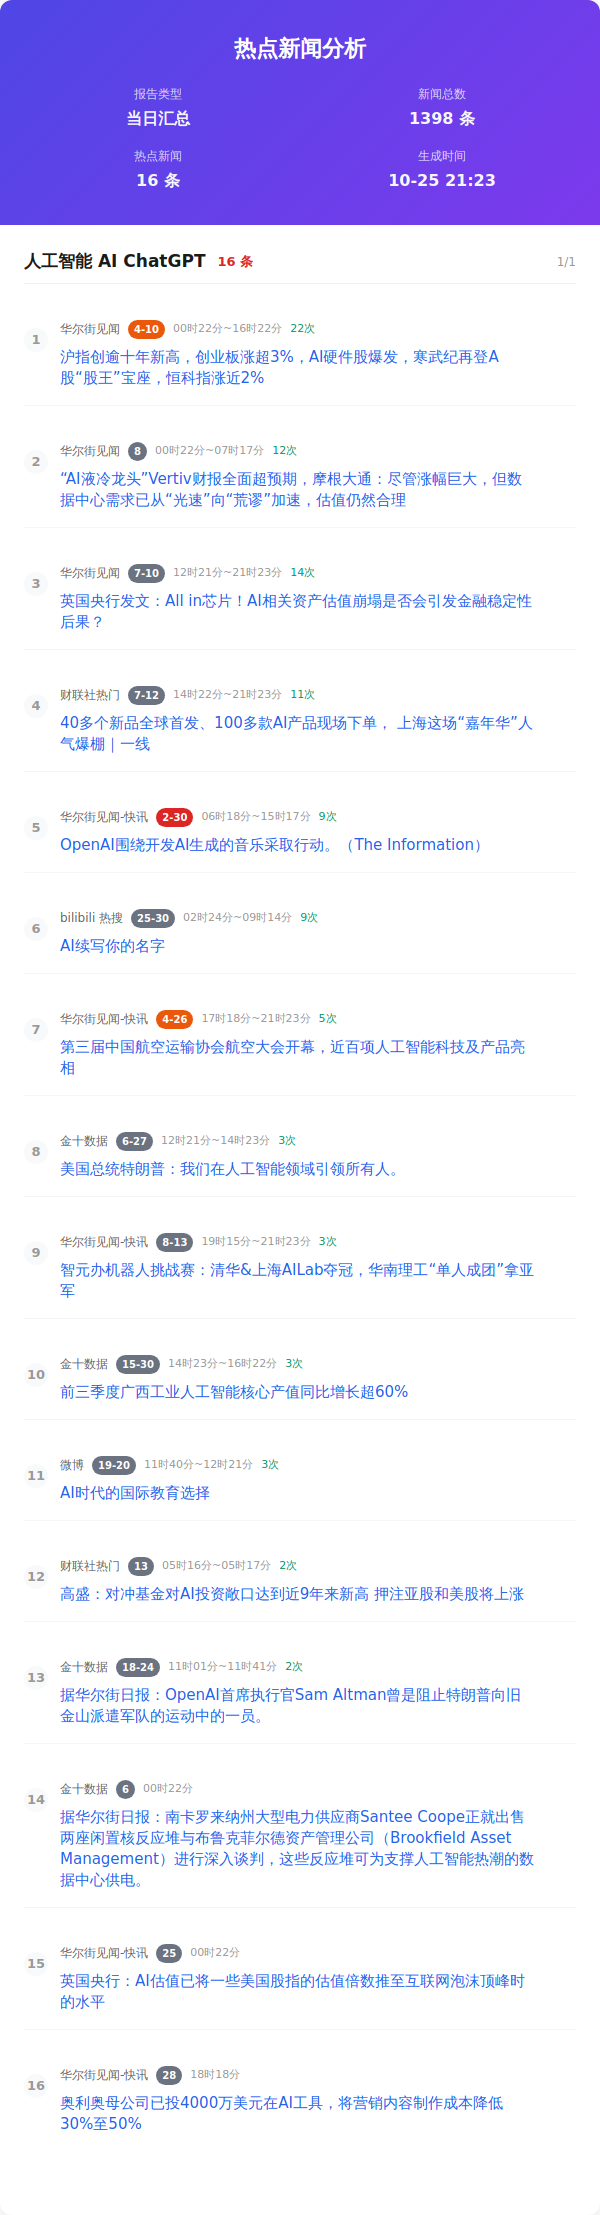 热点新闻分析
报告类型
新闻总数
当日汇总
1398 条
热点新闻
生成时间
16 条
10-25 21:23
人工智能 AI ChatGPT 16 条 1/1
1
华尔街见闻 4-10 00时22分~16时22分 22次
沪指创逾十年新高，创业板涨超3%，AI硬件股爆发，寒武纪再登A
股“股王”宝座，恒科指涨近2%
2
华尔街见闻 8 00时22分~07时17分 12次
“AI液冷龙头”Vertiv财报全面超预期，摩根大通：尽管涨幅巨大，但数
据中心需求已从“光速”向“荒谬”加速，估值仍然合理
3
华尔街见闻 7-10 12时21分~21时23分 14次
英国央行发文：All in芯片！AI相关资产估值崩塌是否会引发金融稳定性
后果？
4
财联社热门 7-12 14时22分~21时23分 11次
40多个新品全球首发、100多款AI产品现场下单， 上海这场“嘉年华”人
气爆棚｜一线
5
华尔街见闻-快讯 2-30 06时18分~15时17分 9次
OpenAI围绕开发AI生成的音乐采取行动。（The Information）
6
bilibili 热搜 25-30 02时24分~09时14分 9次
AI续写你的名字
7
华尔街见闻-快讯 4-26 17时18分~21时23分 5次
第三届中国航空运输协会航空大会开幕，近百项人工智能科技及产品亮
相
8
金十数据 6-27 12时21分~14时23分 3次
美国总统特朗普：我们在人工智能领域引领所有人。
9
华尔街见闻-快讯 8-13 19时15分~21时23分 3次
智元办机器人挑战赛：清华&上海AILab夺冠，华南理工“单人成团”拿亚
军
10
金十数据 15-30 14时23分~16时22分 3次
前三季度广西工业人工智能核心产值同比增长超60%
11
微博 19-20 11时40分~12时21分 3次
AI时代的国际教育选择
12
财联社热门 13 05时16分~05时17分 2次
高盛：对冲基金对AI投资敞口达到近9年来新高 押注亚股和美股将上涨
13
金十数据 18-24 11时01分~11时41分 2次
据华尔街日报：OpenAI首席执行官Sam Altman曾是阻止特朗普向旧
金山派遣军队的运动中的一员。
14
金十数据 6 00时22分
据华尔街日报：南卡罗来纳州大型电力供应商Santee Coope正就出售
两座闲置核反应堆与布鲁克菲尔德资产管理公司（Brookfield Asset
Management）进行深入谈判，这些反应堆可为支撑人工智能热潮的数
据中心供电。
15
华尔街见闻-快讯 25 00时22分
英国央行：AI估值已将一些美国股指的估值倍数推至互联网泡沫顶峰时
的水平
16
华尔街见闻-快讯 28 18时18分
奥利奥母公司已投4000万美元在AI工具，将营销内容制作成本降低
30%至50%